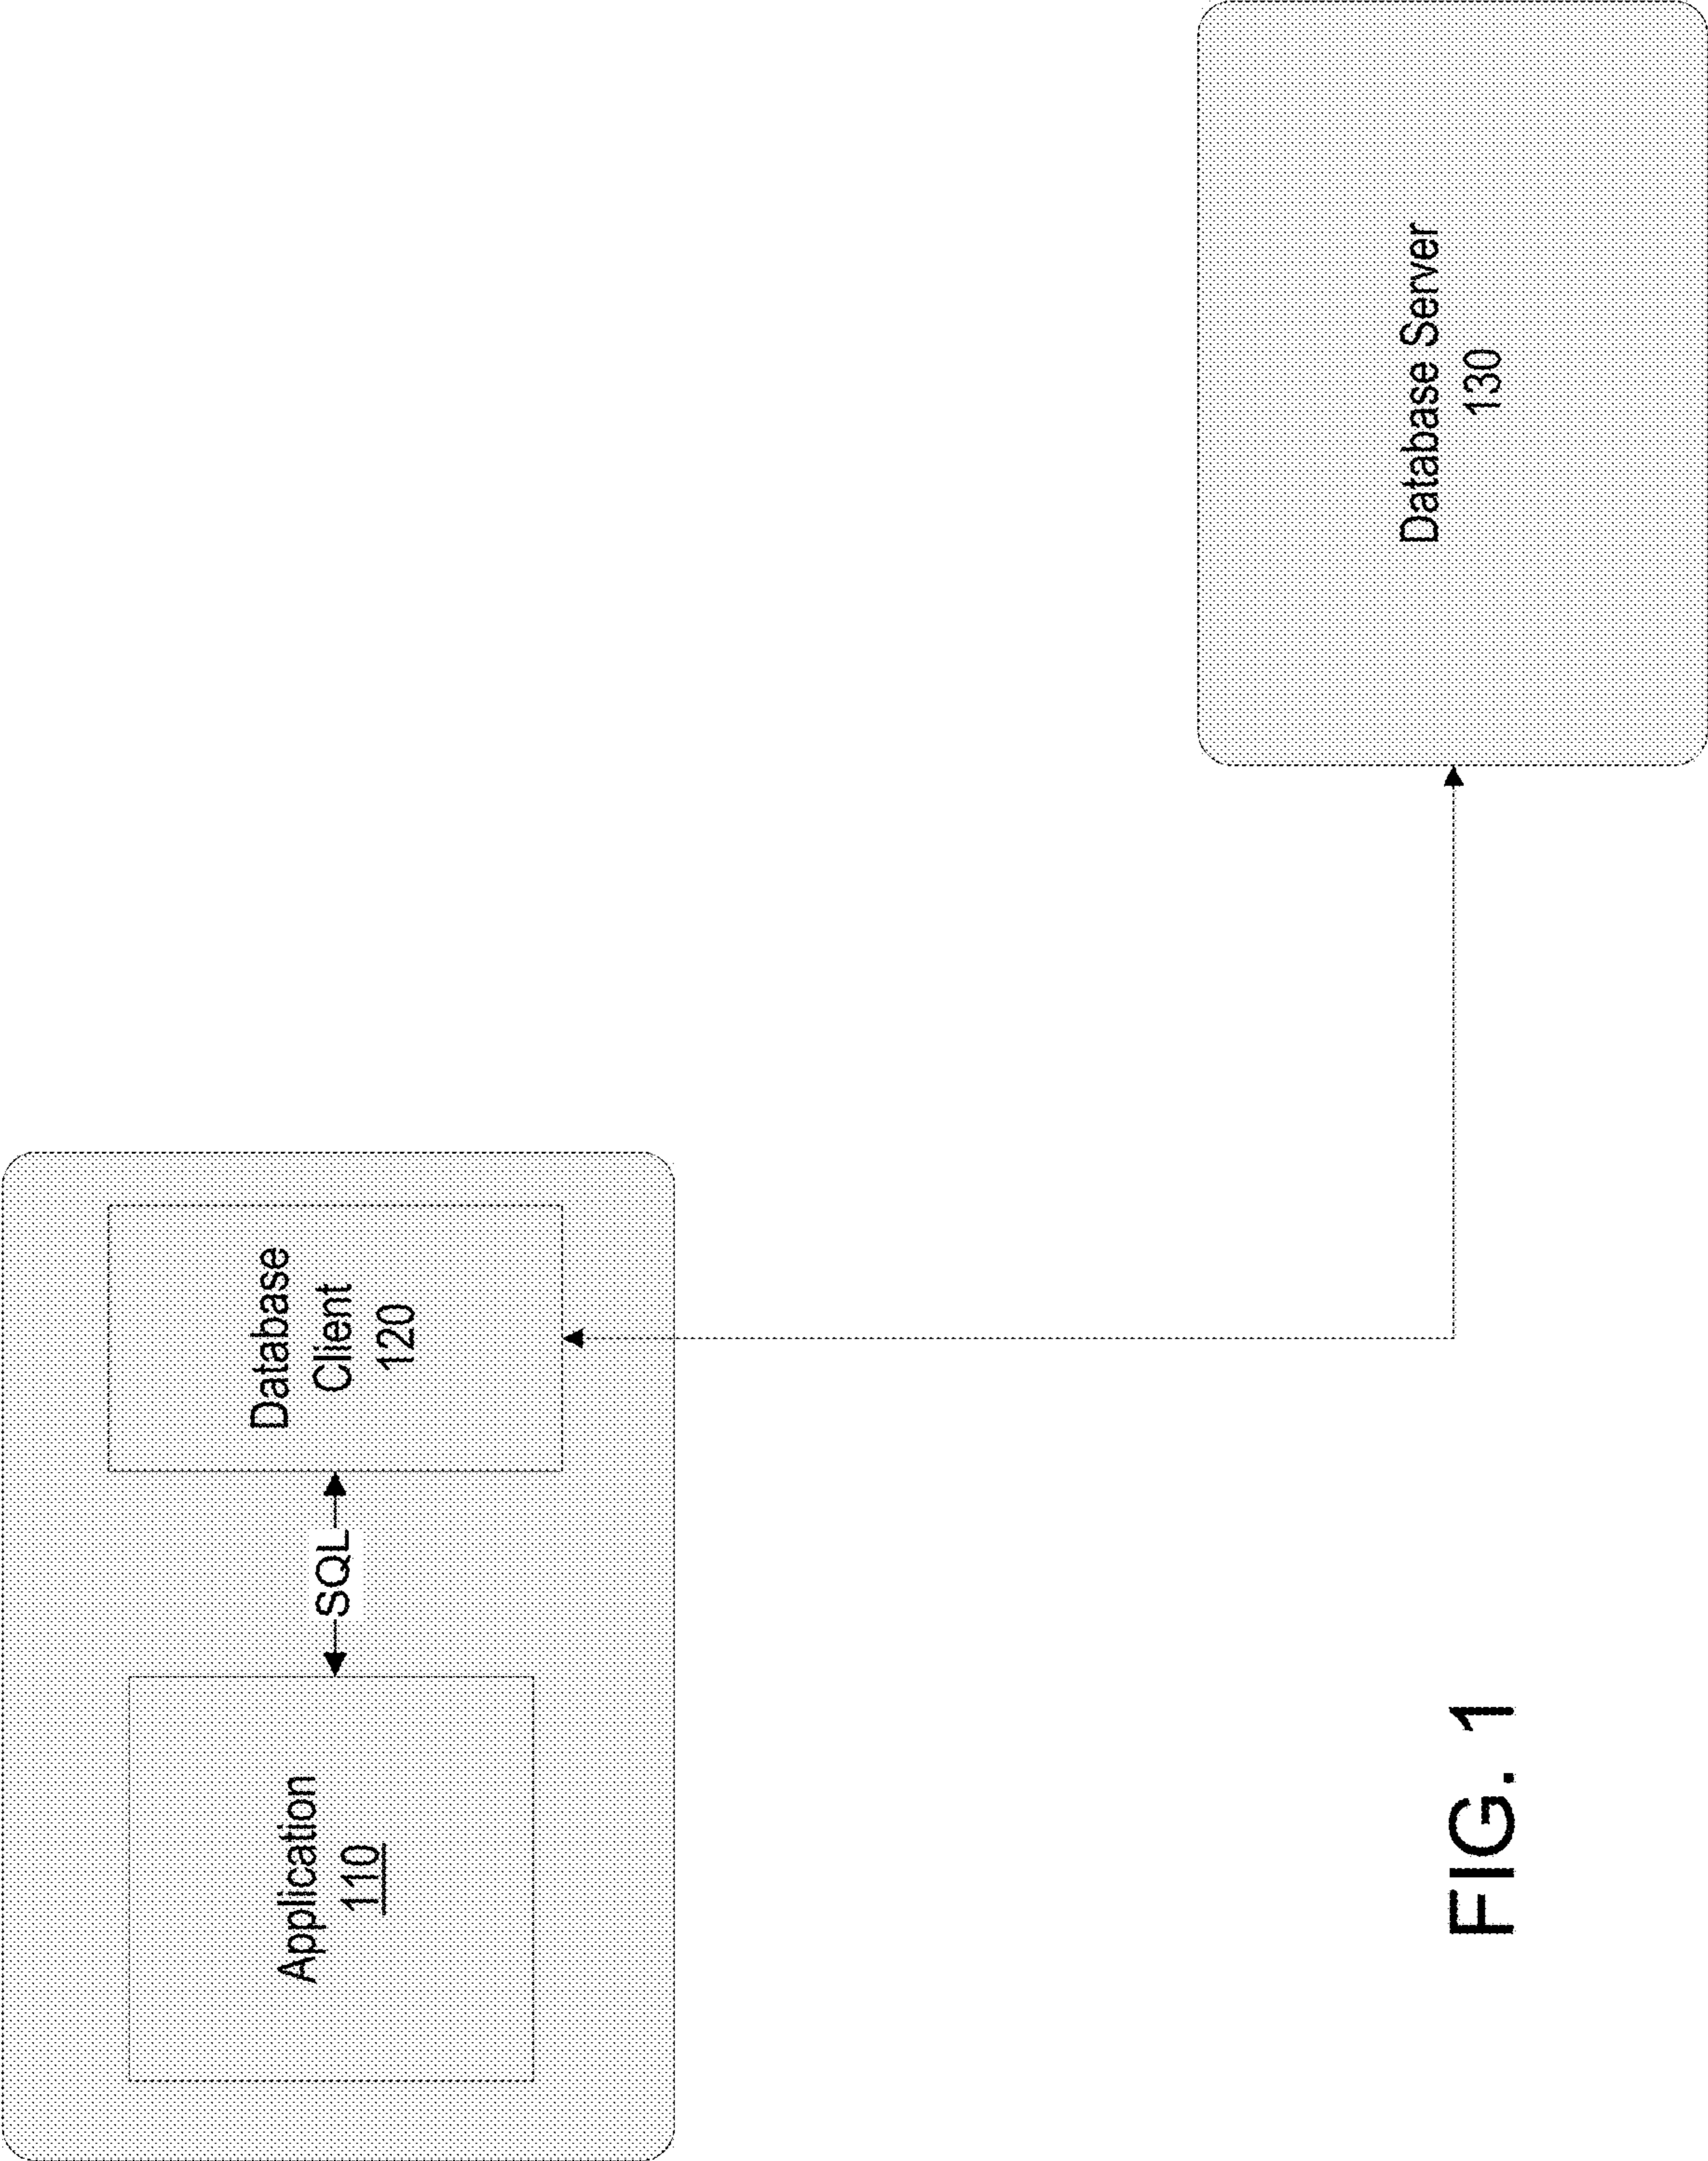 Application
110
SQL
Database
Client
120
Database Server
130
FIG. 1